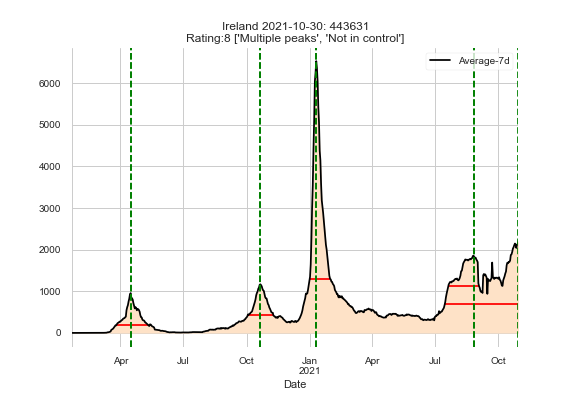 Ireland 2021-10-30: 443631
Rating:8 ['Multiple peaks', 'Not in control']
Average-7d
6000
5000
4000
3000
2000
1000
0
Apr Jul Oct Jan Apr Jul Oct
2021
Date